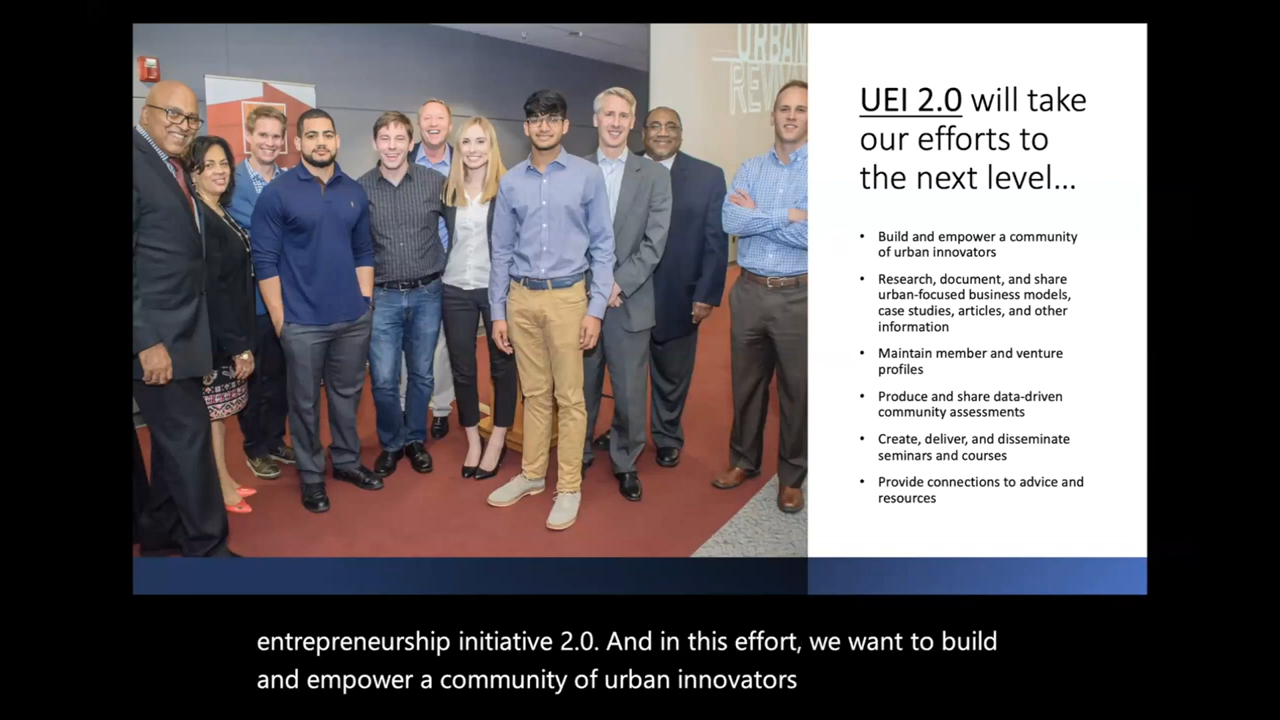 URBAN
UEI 2.0 will take
our efforts to
the next level...
• Build and empower a community
of urban innovators
• Research, document, and share
urban-focused business models,
case studies, articles, and other
information
• Maintain member and venture
profiles
• Produce and share data-driven
community assessments
• Create, deliver, and disseminate
seminars and courses
• Provide connections to advice and
resources
entrepreneurship initiative 2.0. And in this effort, we want to build
and empower a community of urban innovators